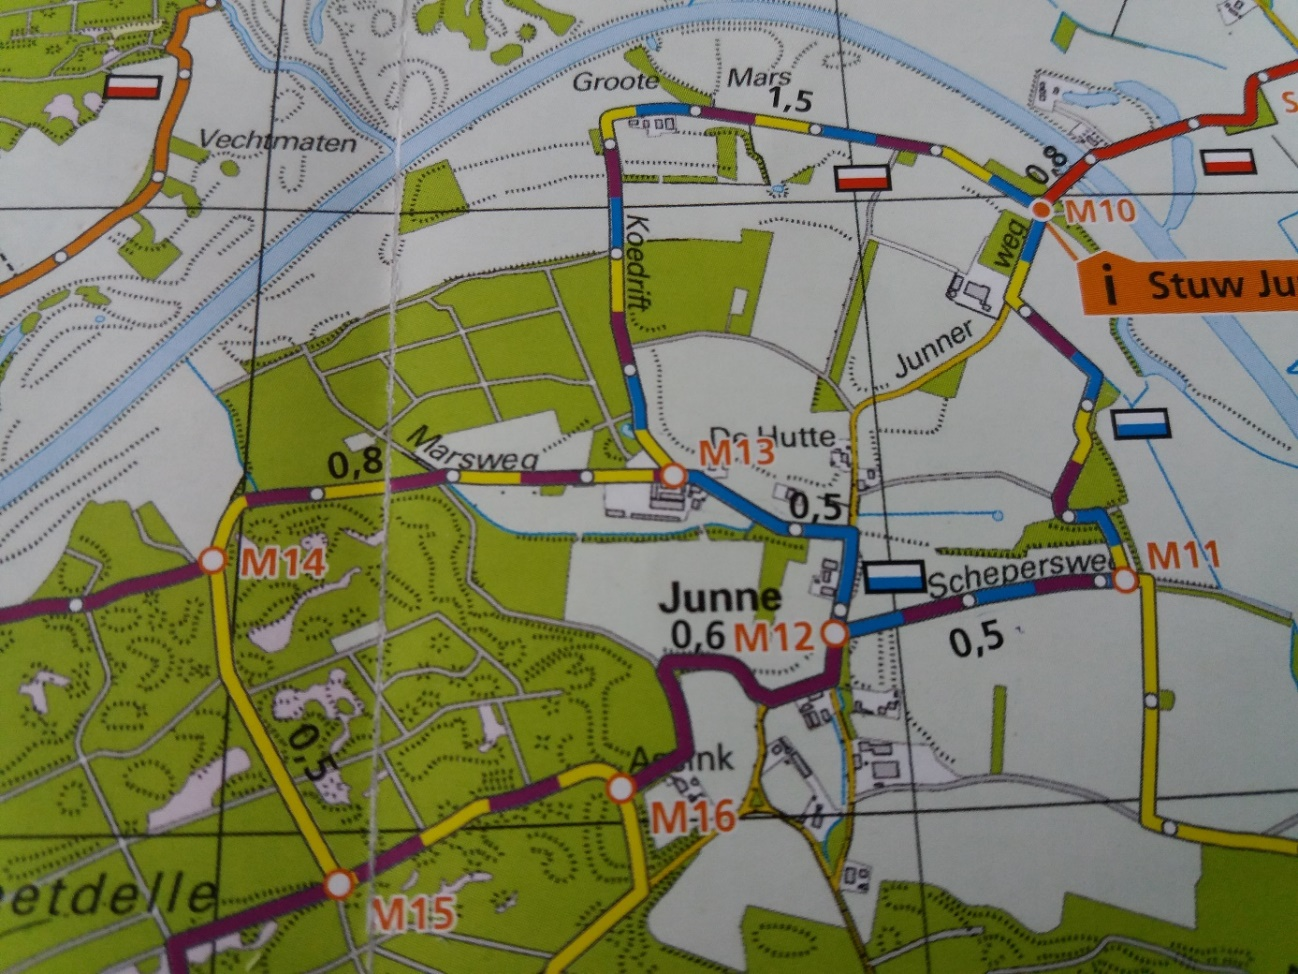 Groote
Mars
1,5
Vechtmaten
0,8
M10
weg
Koedrift
i Stuw Ju
Junner
Marsweg
De Hutte
M13
0,8
0,5
M14
Schepersweg
M11
Junne
0,6 M12
0,5
0,5
M16
eetdelle
M15